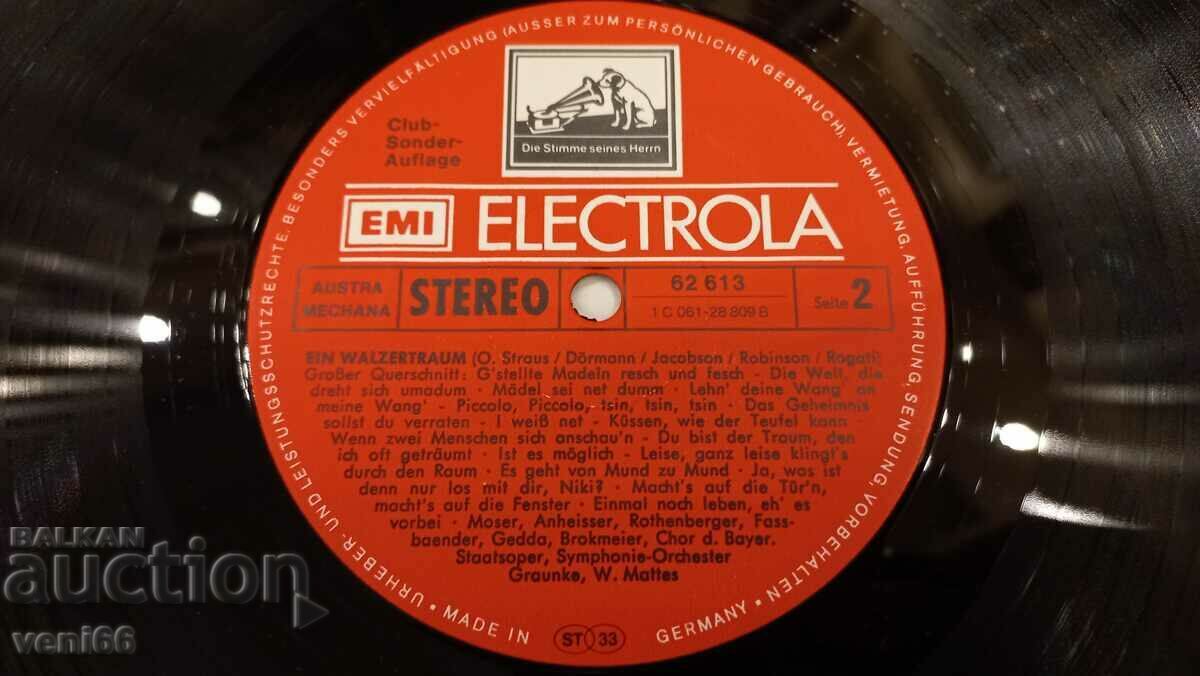 URHEBER- UND LEISTUNGSSCHUTZRECHTE, BESONDERS VERVIELFÄLTIGUNG (AUSSER ZUM PERSÖNLICHEN GEBRAUCH), VERMIETUNG, AUFFÜHRUNG, SENDUNG, VORBEHALTEN
Club-
Sonder-
Auflage
Die Stimme seines Herrn
EMI ELECTROLA
AUSTRA
MECHANA
STEREO
62 613
1 C 061-28 809 B
Seite 2
EIN WALZERTRAUM (O. Straus / Dörmann / Jacobson / Robinson / Rogati)
Großer Querschnitt: G'stellte Madeln resch und fesch - Die Welt, die
dreht sich umadum - Mädel sei net dumm - Lehn' deine Wang' an
meine Wang' - Piccolo, Piccolo, tsin, tsin, tsin - Das Geheimnis
sollst du verraten - I weiß net - Küssen, wie der Teufel kann -
Wenn zwei Menschen sich anschau'n - Du bist der Traum, den
ich oft geträumt - Ist es möglich - Leise, ganz leise klingt's
durch den Raum - Es geht von Mund zu Mund - Ja, was ist
denn nur los mit dir, Niki? - Macht's auf die Tür'n,
macht's auf die Fenster - Einmal noch leben, eh' es
vorbei - Moser, Anheisser, Rothenberger, Fass-
baender, Gedda, Brokmeier, Chor d. Bayer.
Staatsoper, Symphonie-Orchester
Graunke, W. Mattes
• MADE IN GERMANY •
ST 33
BALKAN
auction
veni66